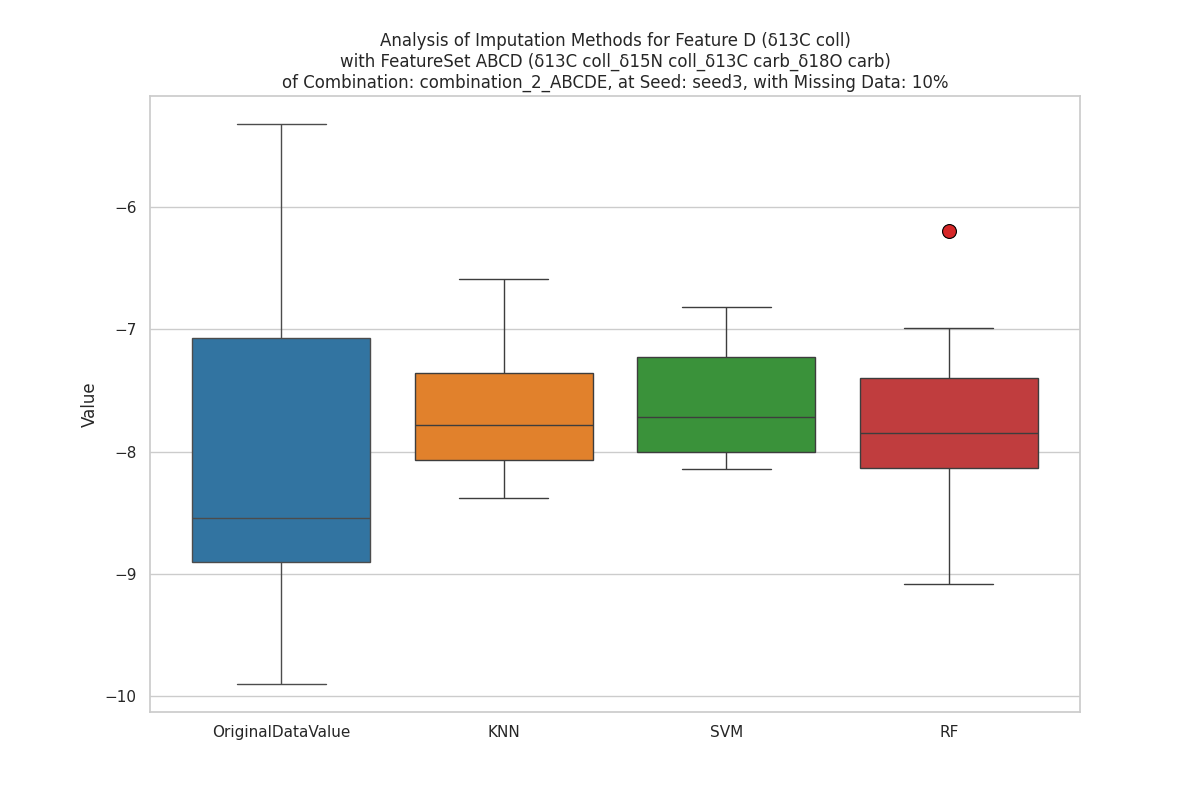 Analysis of Imputation Methods for Feature D (δ13C coll)
with FeatureSet ABCD (δ13C coll_δ15N coll_δ13C carb_δ18O carb)
of Combination: combination_2_ABCDE, at Seed: seed3, with Missing Data: 10%
Value
−6
−7
−8
−9
−10
OriginalDataValue KNN SVM RF